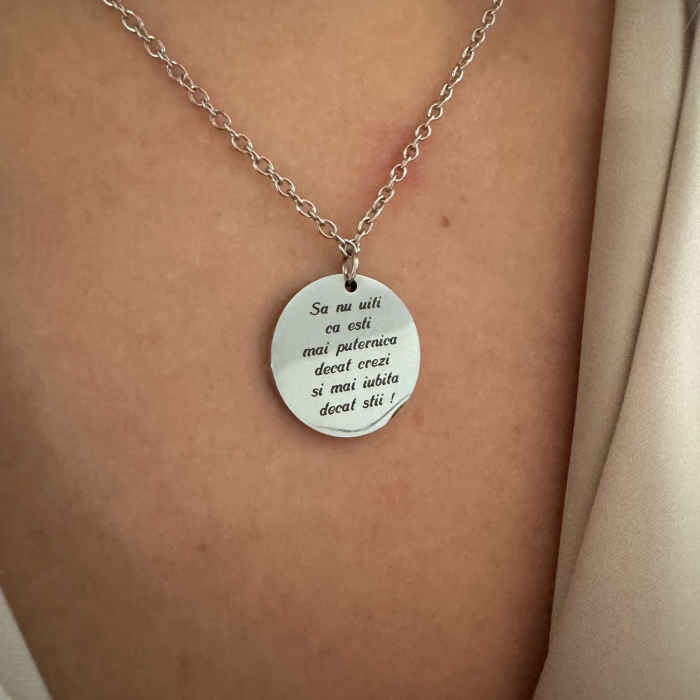 Sa nu uiti
ca esti
mai puternica
decat crezi
si mai iubita
decat stii !